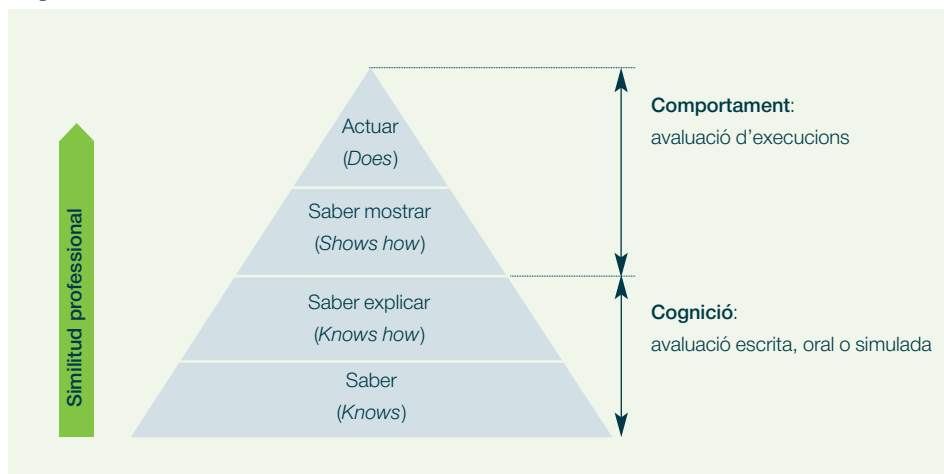 Actuar
(Does)
Saber mostrar
(Shows how)
Saber explicar
(Knows how)
Saber
(Knows)
Similitud professional
Comportament:
avaluació d’execucions
Cognició:
avaluació escrita, oral o simulada